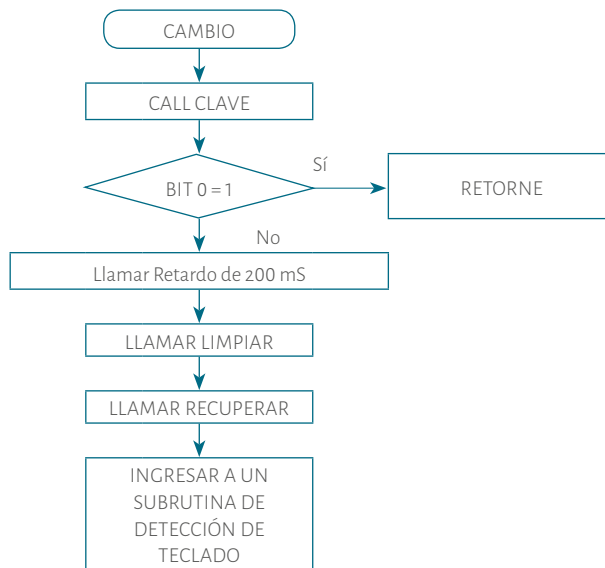 CAMBIO
CALL CLAVE
BIT 0 = 1
Sí
RETORNE
No
Llamar Retardo de 200 mS
LLAMAR LIMPIAR
LLAMAR RECUPERAR
INGRESAR A UN
SUBRUTINA DE
DETECCIÓN DE
TECLADO